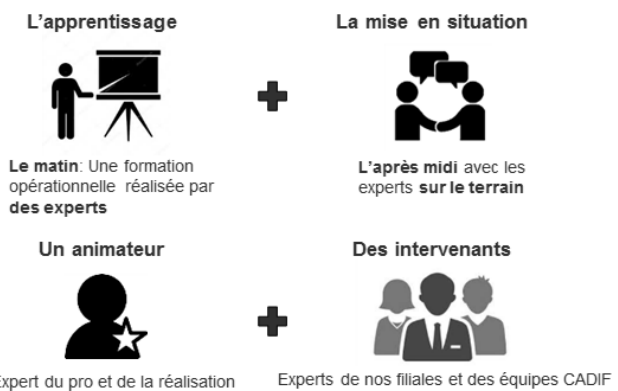 L'apprentissage
La mise en situation
Le matin: Une formation
opérationnelle réalisée par
des experts
L'après midi avec les
experts sur le terrain
Un animateur
Des intervenants
Expert du pro et de la réalisation
Experts de nos filiales et des équipes CADIF